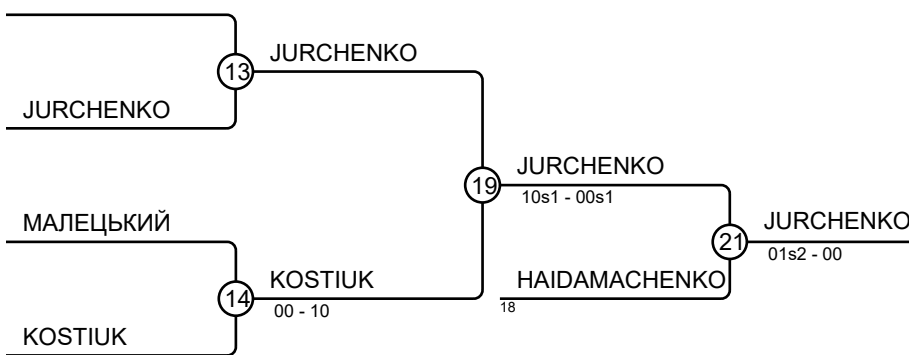 JURCHENKO
13
JURCHENKO
JURCHENKO
19
10s1 - 00s1
МАЛЕЦЬКИЙ
JURCHENKO
21
01s2 - 00
KOSTIUK
HAIDAMACHENKO
14
00 - 10
18
KOSTIUK